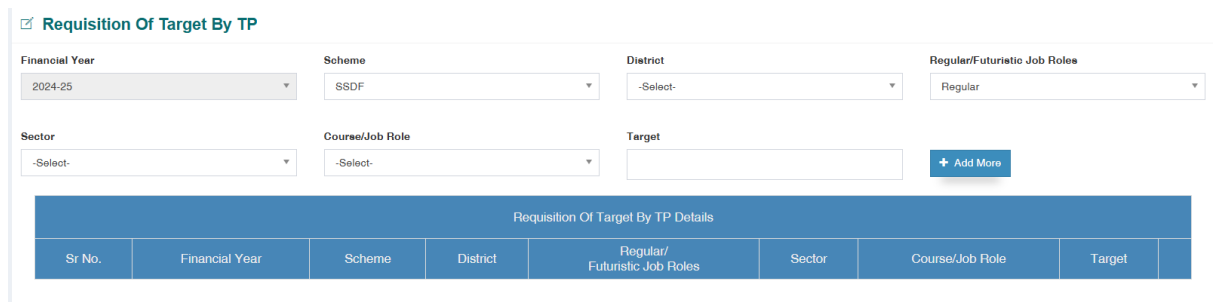 Requisition Of Target By TP
Financial Year
Scheme
District
Regular/Futuristic Job Roles
2024-25
SSDF
-Select-
Regular
Sector
Course/Job Role
Target
-Select-
-Select-
+ Add More
Requisition Of Target By TP Details
Sr No.
Financial Year
Scheme
District
Regular/
Futuristic Job Roles
Sector
Course/Job Role
Target